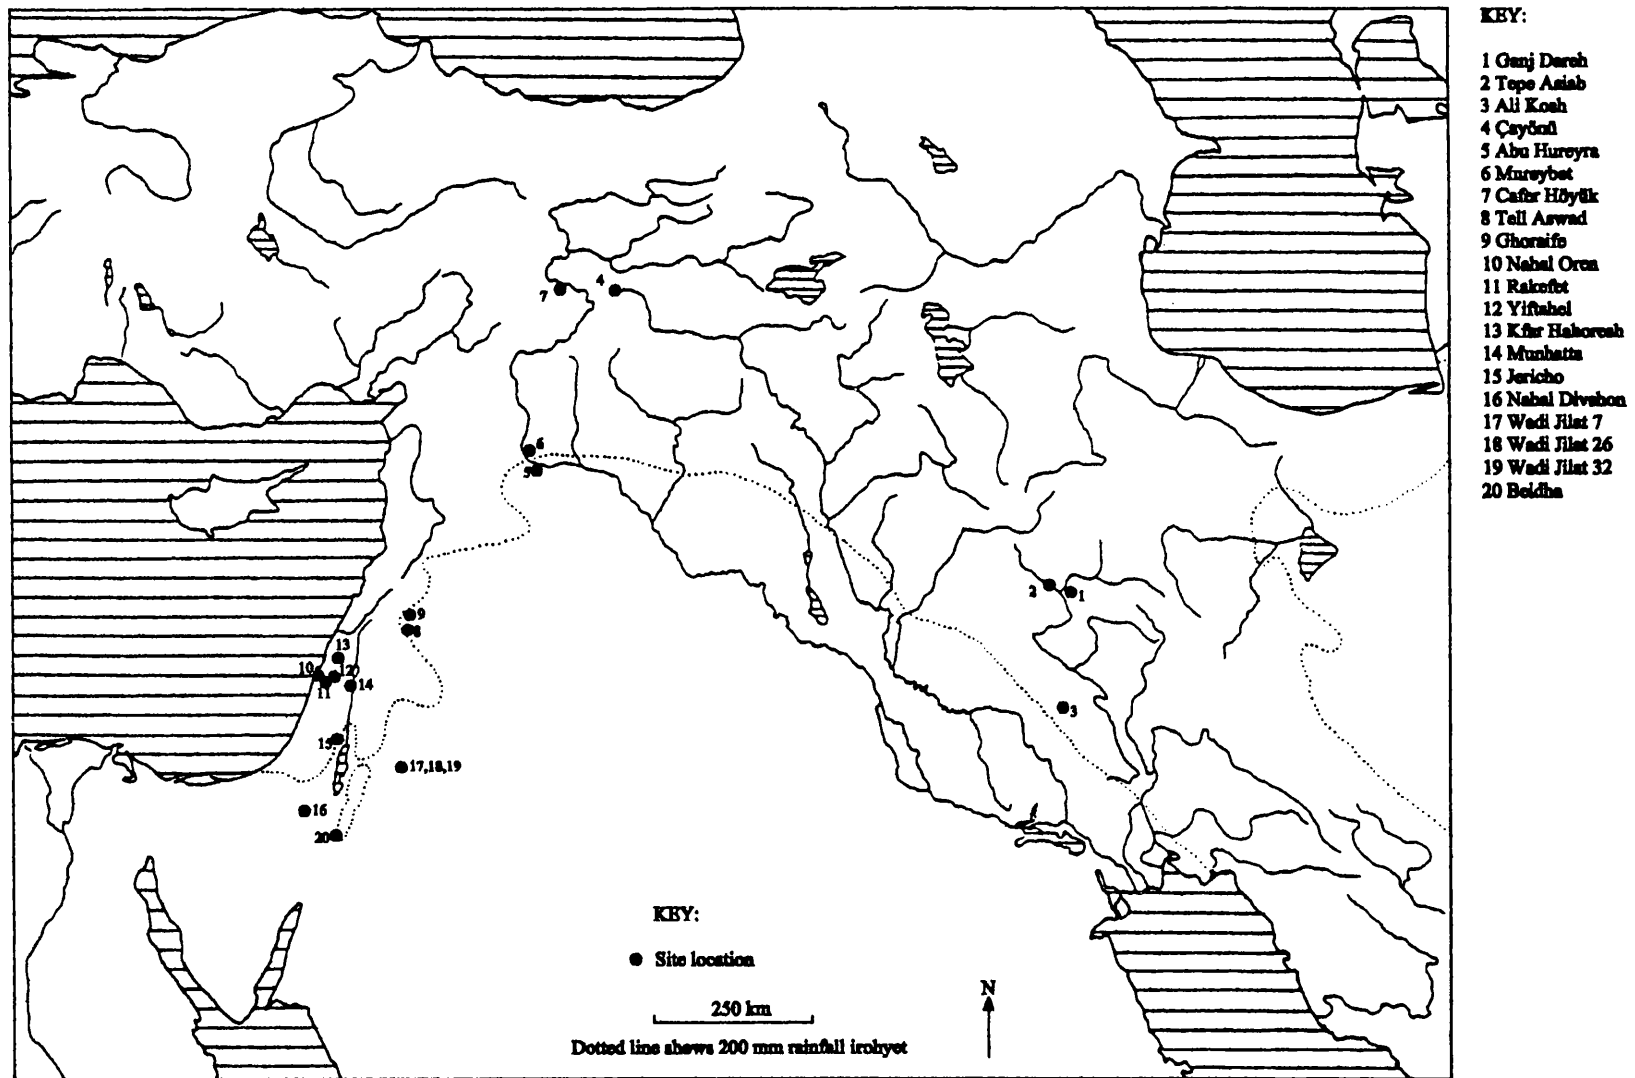 KEY:
1 Ganj Dareh
2 Tepe Asiab
3 Ali Kosh
4 Çayönü
5 Abu Hureyra
6 Mureybet
7 Cafer Höyük
8 Tell Aswad
9 Ghoraife
10 Nahal Oren
11 Rakefet
12 Yiftahel
13 Kfar Hahoresh
14 Munhatta
15 Jericho
16 Nahal Divshon
17 Wadi Jilat 7
18 Wadi Jilat 26
19 Wadi Jilat 32
20 Beidha
7
4
6
5
2
1
9
8
13
10
12
11
14
3
15
17,18,19
16
20
KEY:
Site location
N
250 km
Dotted line shows 200 mm rainfall irohyet